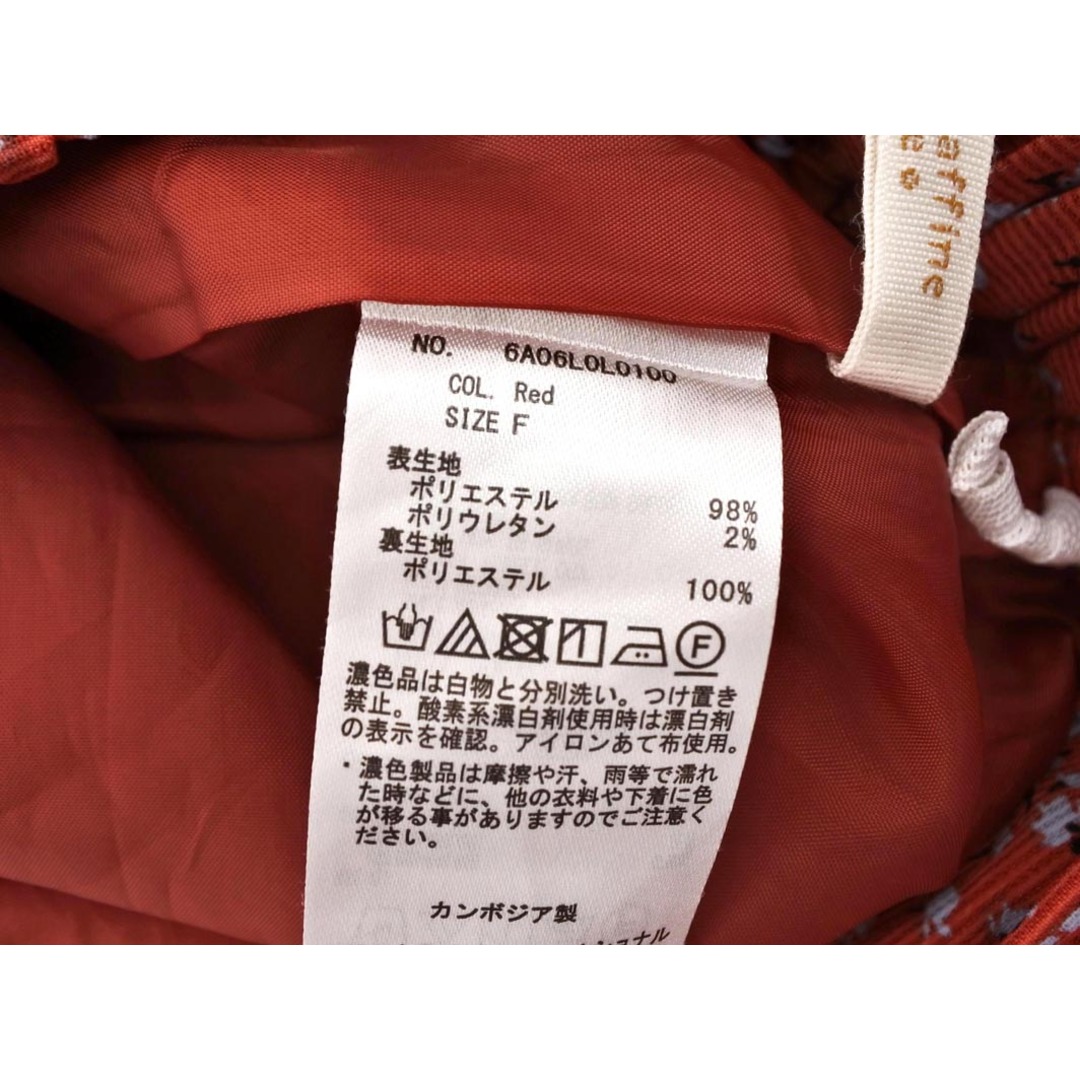 affine
NO. 6A06L0L0100
COL. Red
SIZE F
表生地
ポリエステル 98%
ポリウレタン 2%
裏生地
ポリエステル 100%
F
濃色品は白物と分別洗い。つけ置き
禁止。酸素系漂白剤使用時は漂白剤
の表示を確認。アイロンあて布使用。
・濃色製品は摩擦や汗、雨等で濡れ
た時などに、他の衣料や下着に色
が移る事がありますのでご注意く
ださい。
カンボジア製